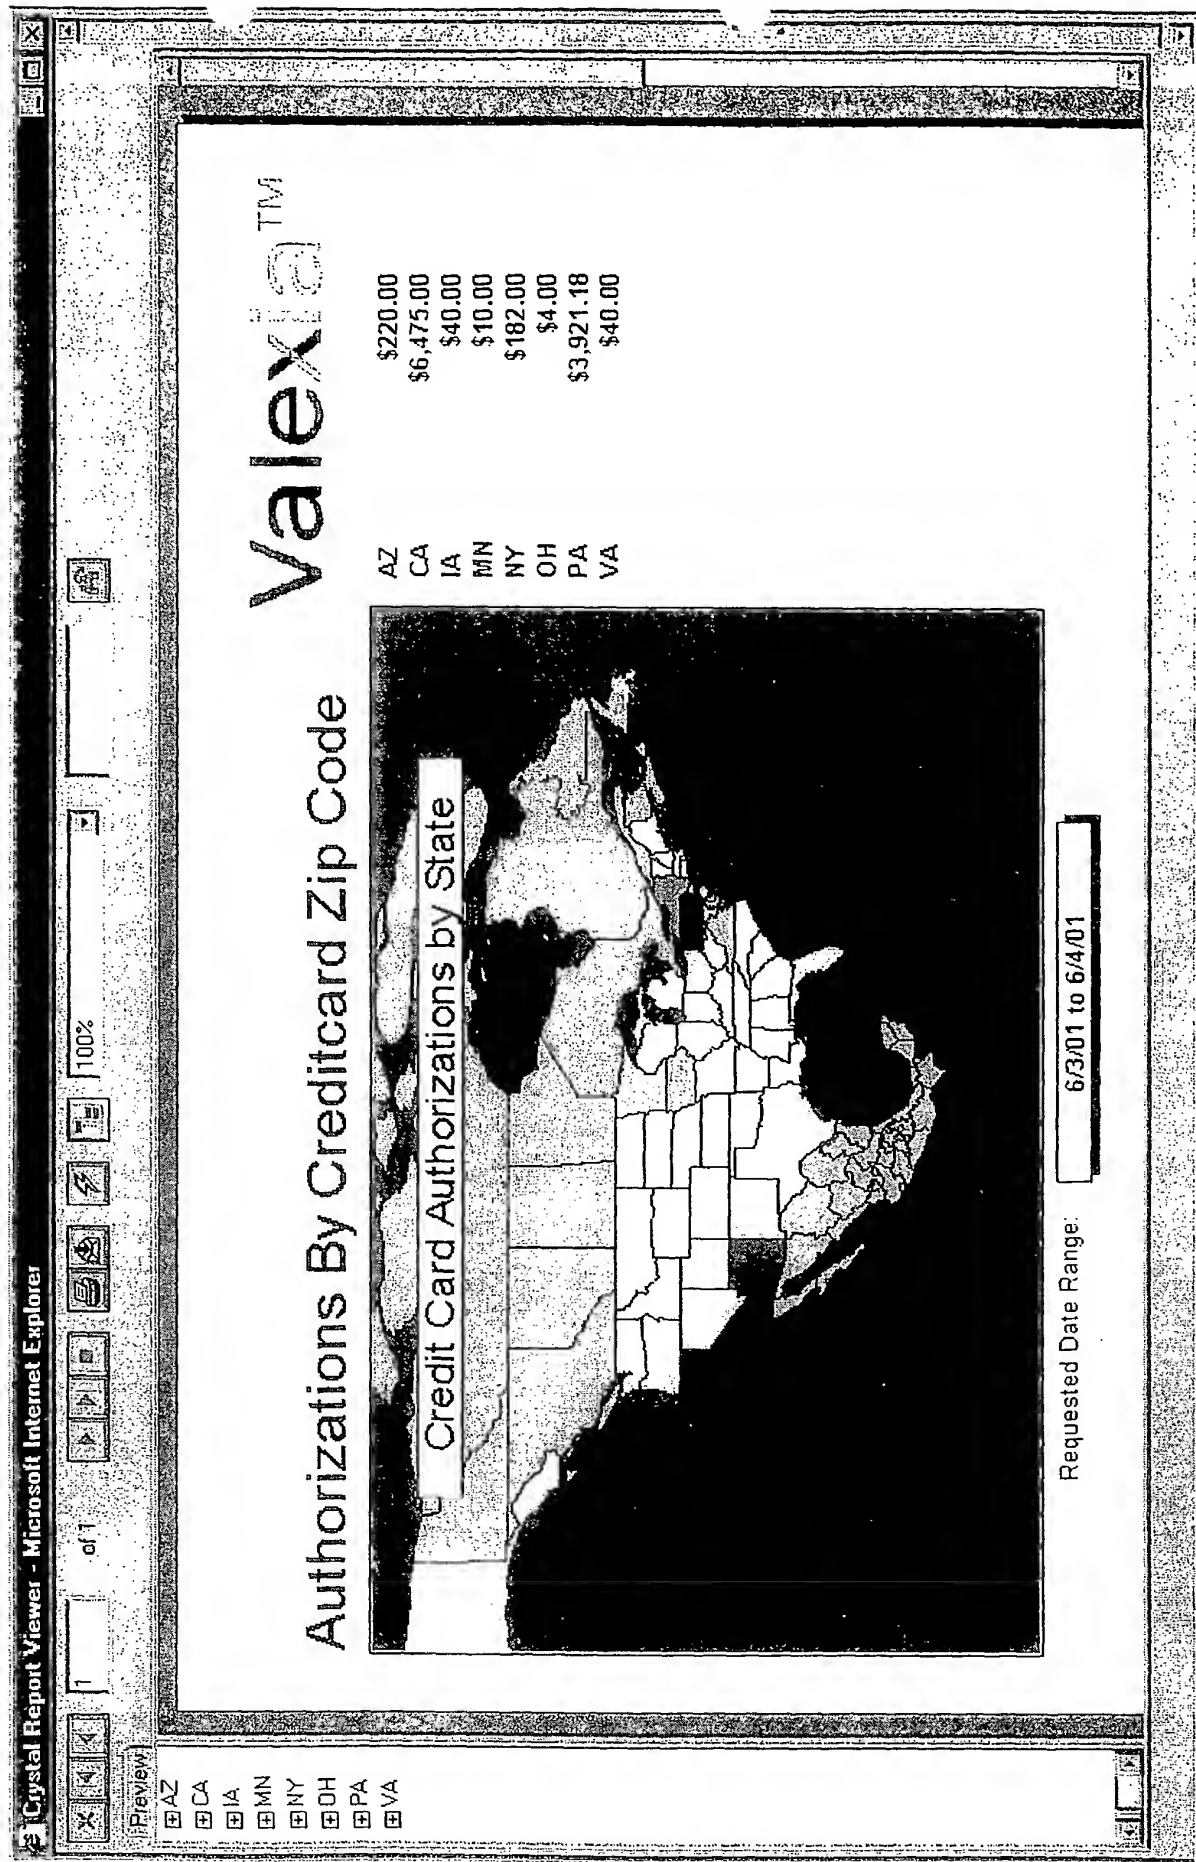 Crystal Report Viewer - Microsoft Internet Explorer
1 of 1 100%
Preview
AZ
CA
IA
MN
NY
OH
PA
VA
Authorizations By Creditcard Zip Code
Valexia™
Credit Card Authorizations by State
AZ $220.00
CA $6,475.00
IA $40.00
MN $10.00
NY $182.00
OH $4.00
PA $3,921.18
VA $40.00
Requested Date Range: 6/3/01 to 6/4/01